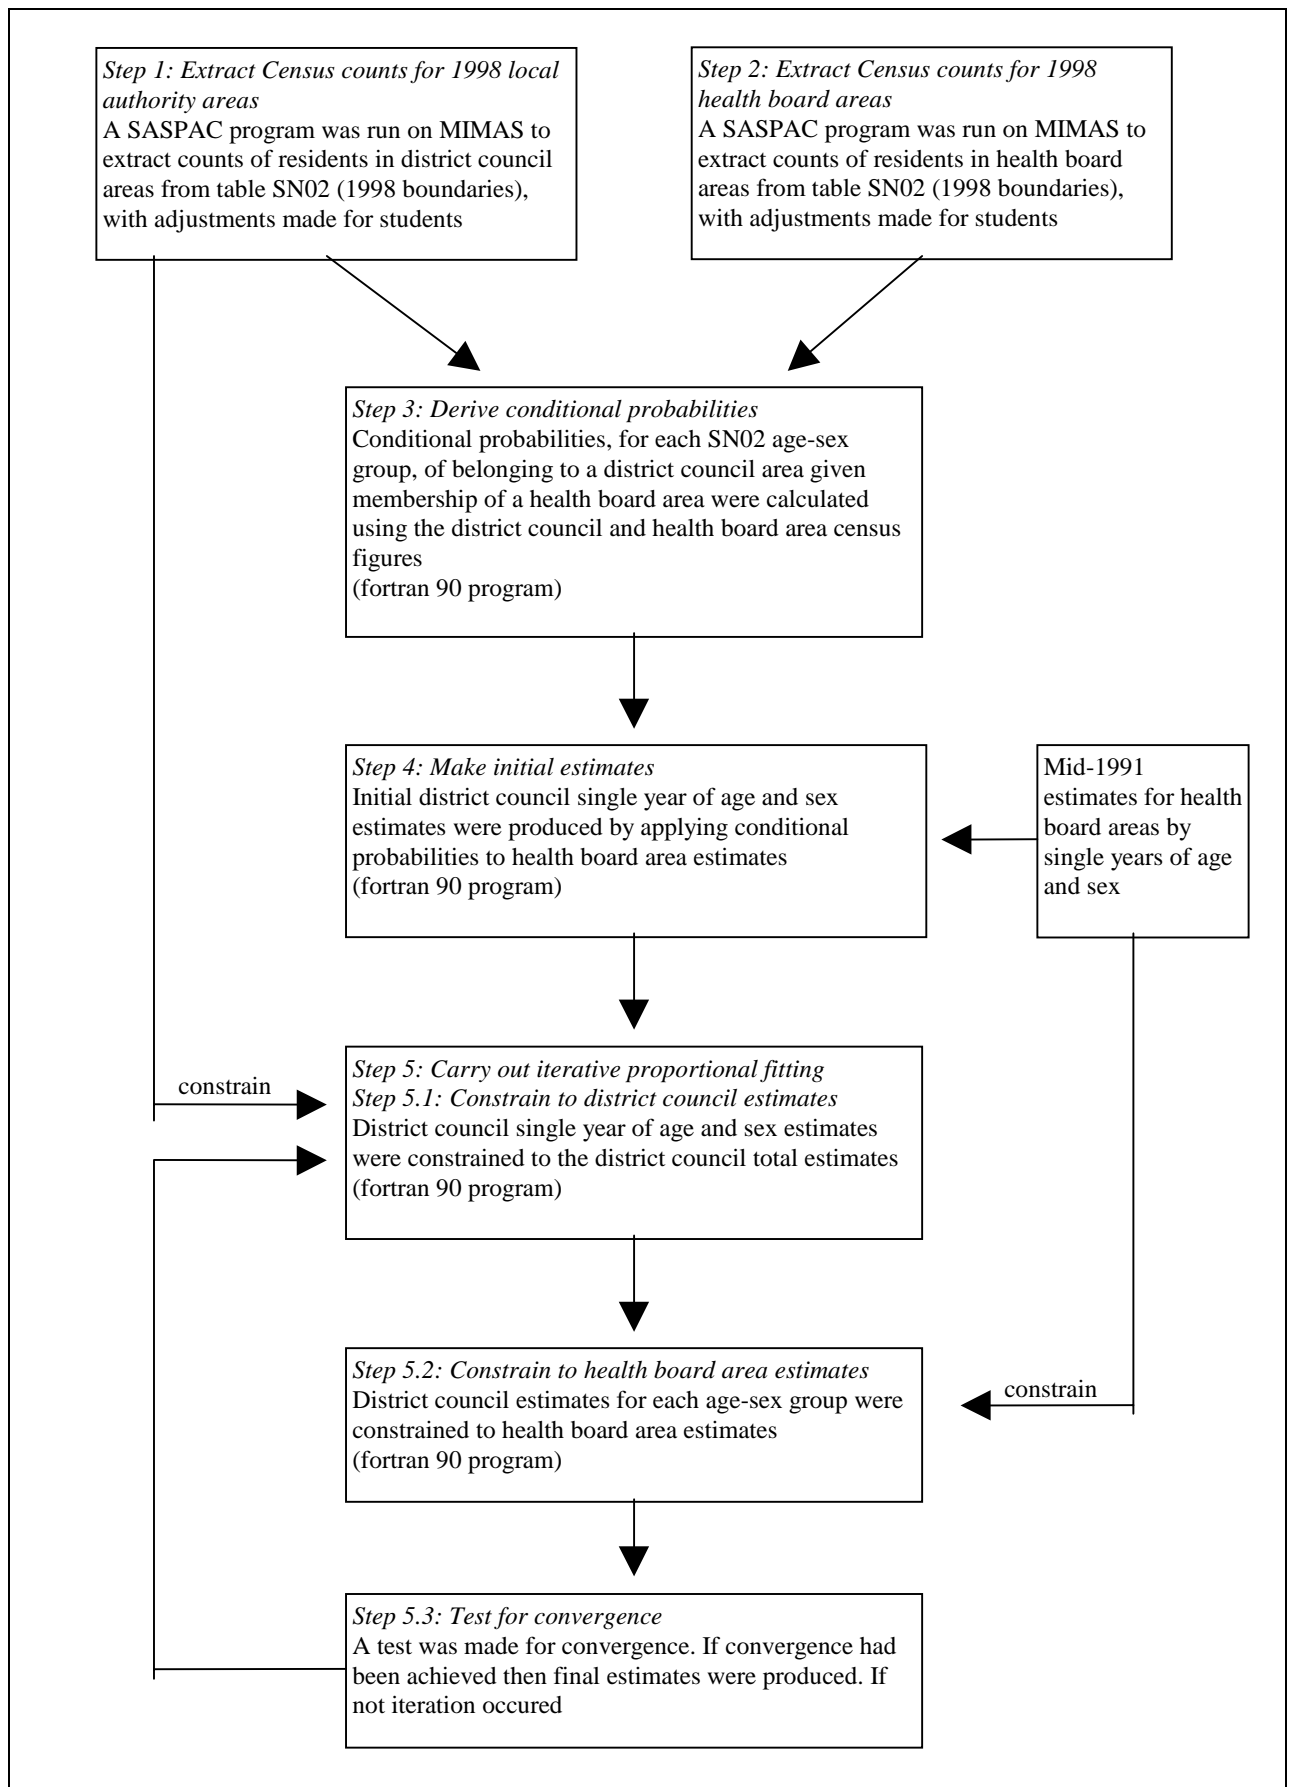 Step 1: Extract Census counts for 1998 local
authority areas
A SASPAC program was run on MIMAS to
extract counts of residents in district council
areas from table SN02 (1998 boundaries),
with adjustments made for students
Step 2: Extract Census counts for 1998
health board areas
A SASPAC program was run on MIMAS to
extract counts of residents in health board
areas from table SN02 (1998 boundaries),
with adjustments made for students
Step 3: Derive conditional probabilities
Conditional probabilities, for each SN02 age-sex
group, of belonging to a district council area given
membership of a health board area were calculated
using the district council and health board area census
figures
(fortran 90 program)
Step 4: Make initial estimates
Initial district council single year of age and sex
estimates were produced by applying conditional
probabilities to health board area estimates
(fortran 90 program)
Mid-1991
estimates for health
board areas by
single years of age
and sex
constrain
Step 5: Carry out iterative proportional fitting
Step 5.1: Constrain to district council estimates
District council single year of age and sex estimates
were constrained to the district council total estimates
(fortran 90 program)
Step 5.2: Constrain to health board area estimates
District council estimates for each age-sex group were
constrained to health board area estimates
(fortran 90 program)
constrain
Step 5.3: Test for convergence
A test was made for convergence. If convergence had
been achieved then final estimates were produced. If
not iteration occured